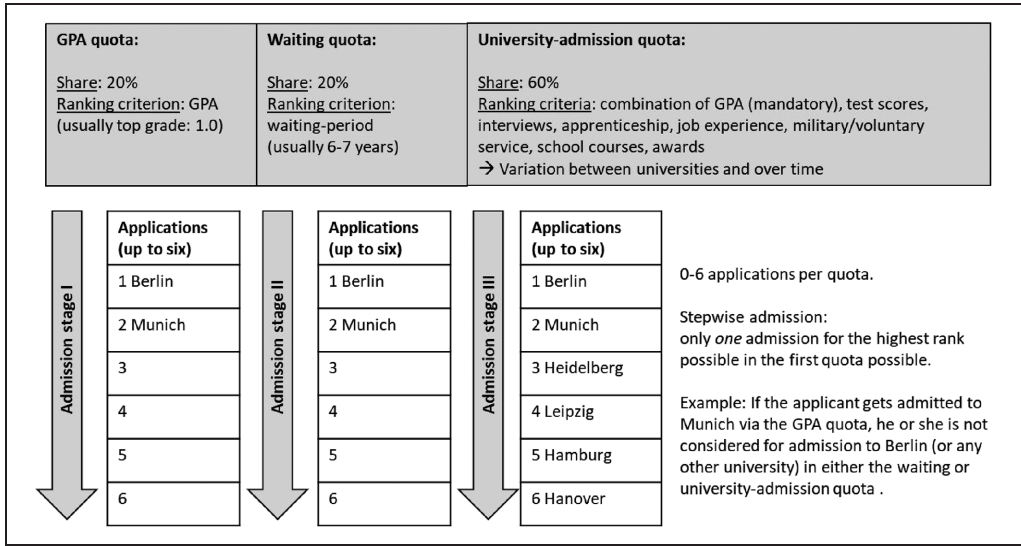 GPA quota:
Share: 20%
Ranking criterion: GPA
(usually top grade: 1.0)
Waiting quota:
Share: 20%
Ranking criterion:
waiting-period
(usually 6-7 years)
University-admission quota:
Share: 60%
Ranking criteria: combination of GPA (mandatory), test scores,
interviews, apprenticeship, job experience, military/voluntary
service, school courses, awards
→ Variation between universities and over time
Admission stage I
Applications
(up to six)
1 Berlin
2 Munich
3
4
5
6
Admission stage II
Applications
(up to six)
1 Berlin
2 Munich
3
4
5
6
Admission stage III
Applications
(up to six)
1 Berlin
2 Munich
3 Heidelberg
4 Leipzig
5 Hamburg
6 Hanover
0-6 applications per quota.
Stepwise admission:
only one admission for the highest rank
possible in the first quota possible.
Example: If the applicant gets admitted to
Munich via the GPA quota, he or she is not
considered for admission to Berlin (or any
other university) in either the waiting or
university-admission quota .